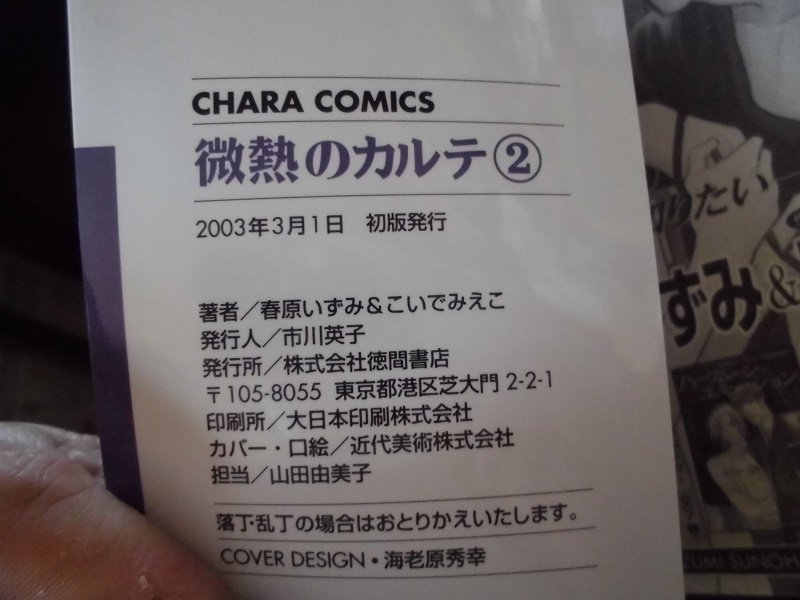 CHARA COMICS
微熱のカルテ②
2003年3月1日 初版発行
著者／春原いずみ＆こいでみえこ
発行人／市川英子
発行所／株式会社徳間書店
〒105-8055 東京都港区芝大門 2-2-1
印刷所／大日本印刷株式会社
カバー・口絵／近代美術株式会社
担当／山田由美子
落丁・乱丁の場合はおとりかえいたします。
COVER DESIGN・海老原秀幸
たい
ずみ&